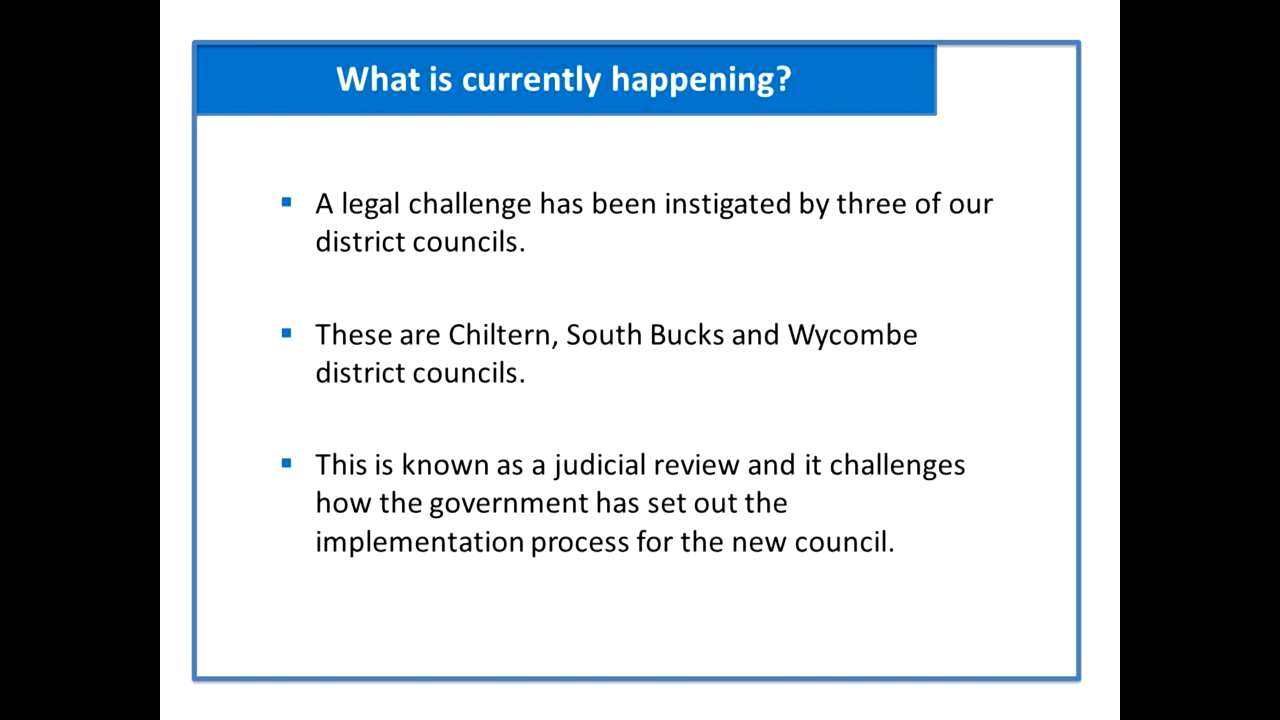 What is currently happening?
A legal challenge has been instigated by three of our
district councils.
These are Chiltern, South Bucks and Wycombe
district councils.
This is known as a judicial review and it challenges
how the government has set out the
implementation process for the new council.